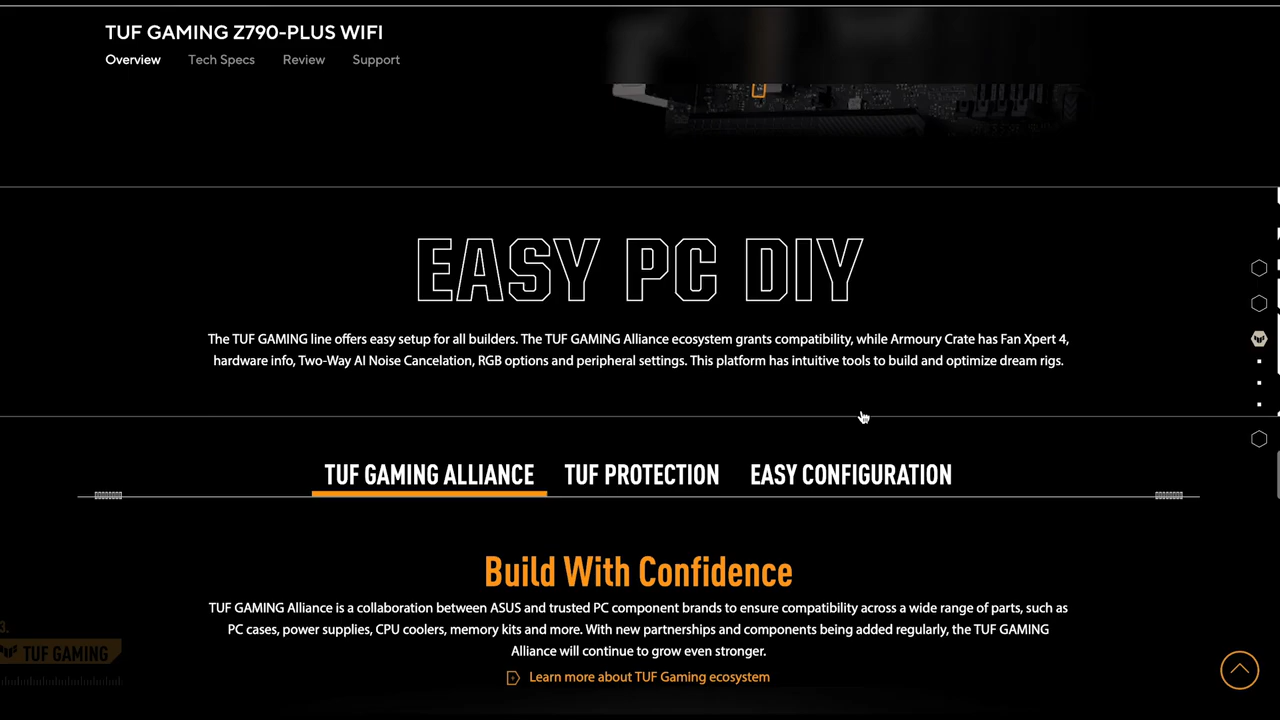 TUF GAMING Z790-PLUS WIFI
Overview Tech Specs Review Support
EASY PC DIY
The TUF GAMING line offers easy setup for all builders. The TUF GAMING Alliance ecosystem grants compatibility, while Armoury Crate has Fan Xpert 4,
hardware info, Two-Way AI Noise Cancelation, RGB options and peripheral settings. This platform has intuitive tools to build and optimize dream rigs.
TUF GAMING ALLIANCE TUF PROTECTION EASY CONFIGURATION
Build With Confidence
TUF GAMING Alliance is a collaboration between ASUS and trusted PC component brands to ensure compatibility across a wide range of parts, such as
PC cases, power supplies, CPU coolers, memory kits and more. With new partnerships and components being added regularly, the TUF GAMING
Alliance will continue to grow even stronger.
Learn more about TUF Gaming ecosystem
3.
TUF GAMING